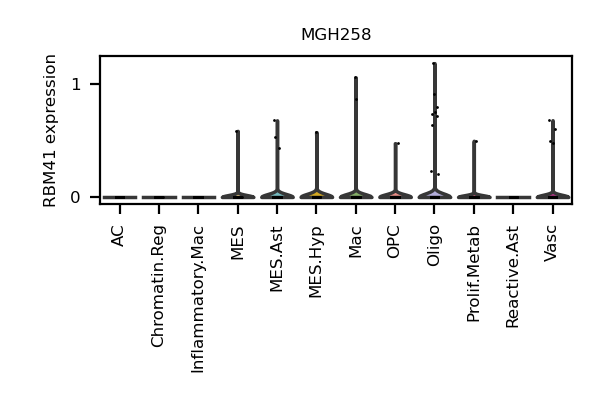 MGH258
RBM41 expression
1
0
AC
Chromatin.Reg
Inflammatory.Mac
MES
MES.Ast
MES.Hyp
Mac
OPC
Oligo
Prolif.Metab
Reactive.Ast
Vasc